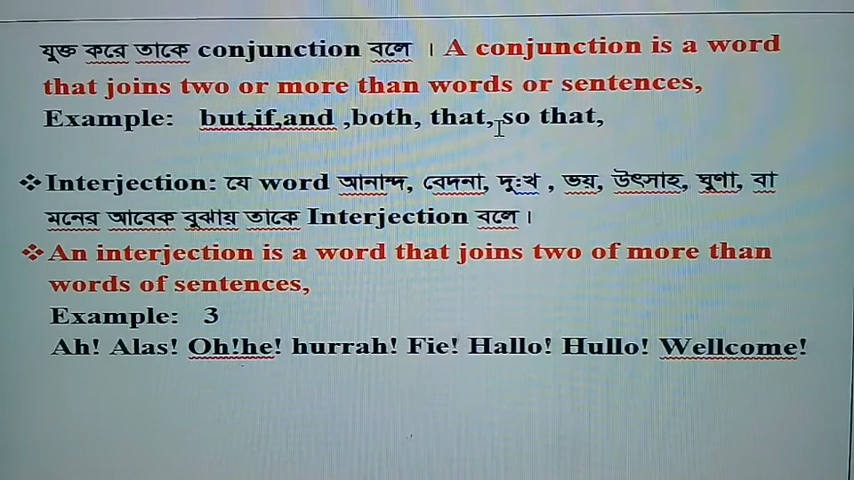 যুক্ত করে তাকে conjunction বলে । A conjunction is a word
that joins two or more than words or sentences,
Example: but,if,and ,both, that, so that,
❖Interjection: যে word আনান্দ, বেদনা, দু:খ , ভয়, উৎসাহ, ঘুণা, বা
মনের আবেক বুঝায় তাকে Interjection বলে ।
❖An interjection is a word that joins two of more than
words of sentences,
Example: 3
Ah! Alas! Oh!he! hurrah! Fie! Hallo! Hullo! Wellcome!